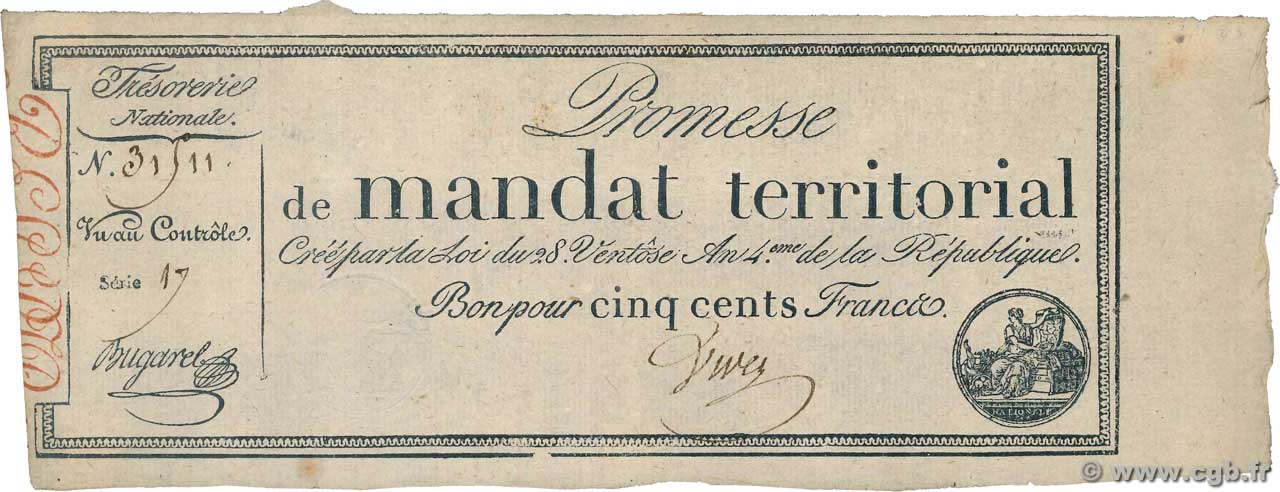 Trésorerie
Nationale.
N. 31511.
Vu au Contrôle.
Série 17
Bugarel
Promesse
de mandat territorial
Créé par la Loi du 28. Ventôse An 4.eme de la République.
Bon pour cinq cents Francs.
NATIONALE
© www.cgb.fr